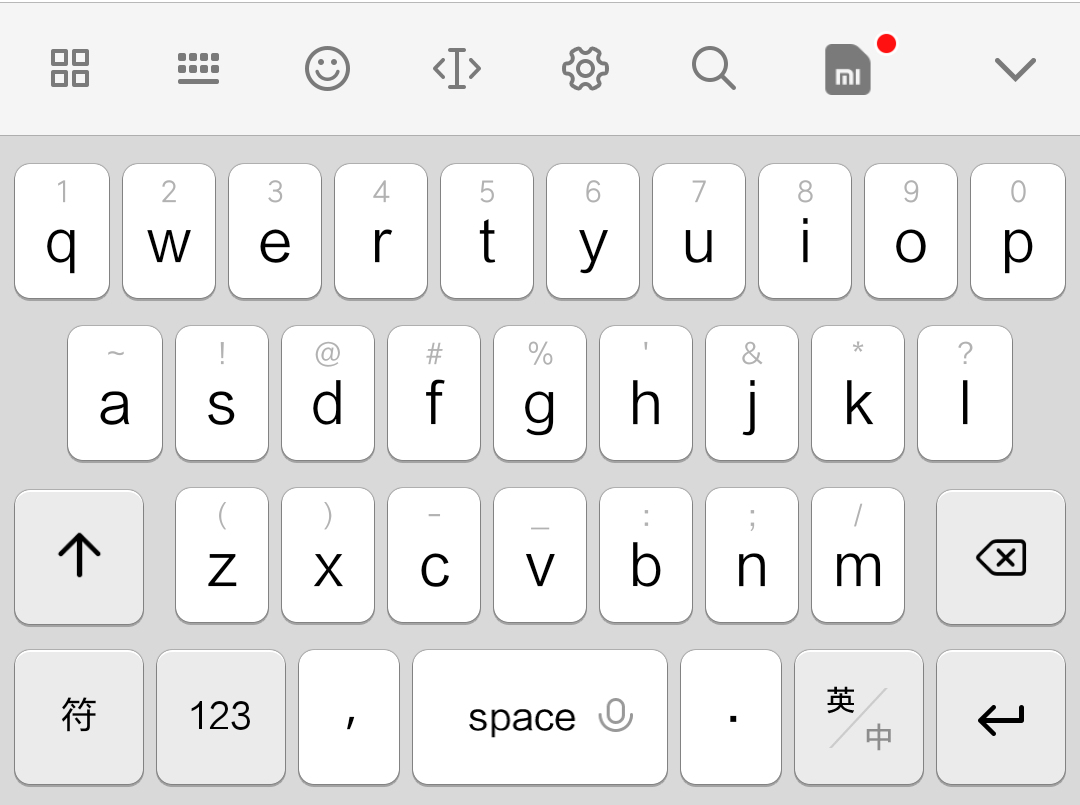 mi
1 2 3 4 5 6 7 8 9 0
q w e r t y u i o p
~ ! @ # % ' & * ?
a s d f g h j k l
( ) - _ : ; /
z x c v b n m
符 123 , space . 英/中